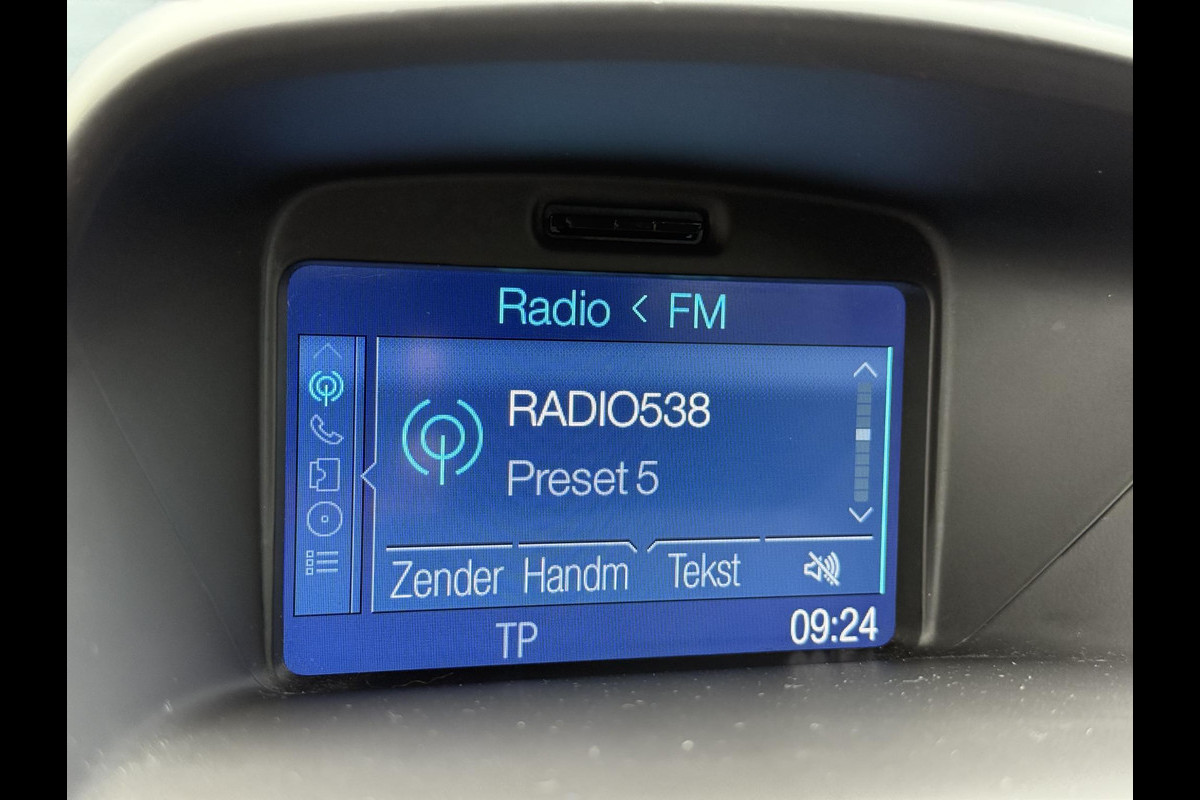 Radio < FM
RADIO538
Preset 5
Zender Handm Tekst
TP 09:24